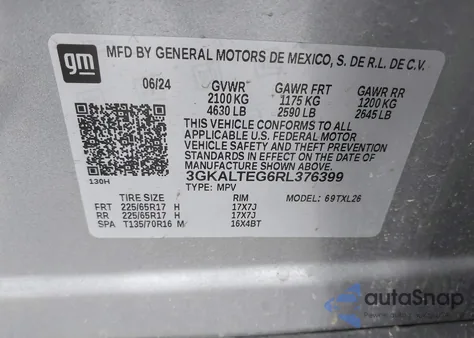 gm
MFD BY GENERAL MOTORS DE MEXICO, S. DE R.L. DE C.V.
06/24 GVWR GAWR FRT GAWR RR
2100 KG 1175 KG 1200 KG
4630 LB 2590 LB 2645 LB
THIS VEHICLE CONFORMS TO ALL
APPLICABLE U.S. FEDERAL MOTOR
VEHICLE SAFETY AND THEFT PREVENTION
STANDARDS IN EFFECT ON THE DATE OF
MANUFACTURE SHOWN ABOVE.
3GKALTEG6RL376399
130H TYPE: MPV
TIRE SIZE RIM MODEL: 69TXL26
FRT 225/65R17 H 17X7J
RR 225/65R17 H 17X7J
SPA T135/70R16 M 16X4BT
autoSnap